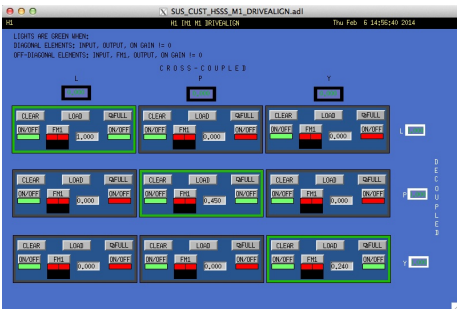 SUS_CUST_HSSS_M1_DRIVEALIGN.adl
H1 H1 IM1 M1 DRIVEALIGN Thu Feb 6 14:56:40 2014
LIGHTS ARE GREEN WHEN;
DIAGONAL ELEMENTS; INPUT, OUTPUT, ON GAIN != 0
OFF-DIAGONAL ELEMENTS; INPUT, FM1, OUTPUT, ON GAIN != 0
CROSS-COUPLED
L P Y
CLEAR LOAD FULL CLEAR LOAD FULL CLEAR LOAD FULL
ON/OFF FM1 1.000 ON/OFF ON/OFF FM1 0.000 ON/OFF ON/OFF FM1 0.000 ON/OFF L
CLEAR LOAD FULL CLEAR LOAD FULL CLEAR LOAD FULL
ON/OFF FM1 0.000 ON/OFF ON/OFF FM1 0.450 ON/OFF ON/OFF FM1 0.000 ON/OFF P
CLEAR LOAD FULL CLEAR LOAD FULL CLEAR LOAD FULL
ON/OFF FM1 0.000 ON/OFF ON/OFF FM1 0.000 ON/OFF ON/OFF FM1 0.240 ON/OFF Y
DECOUPLED